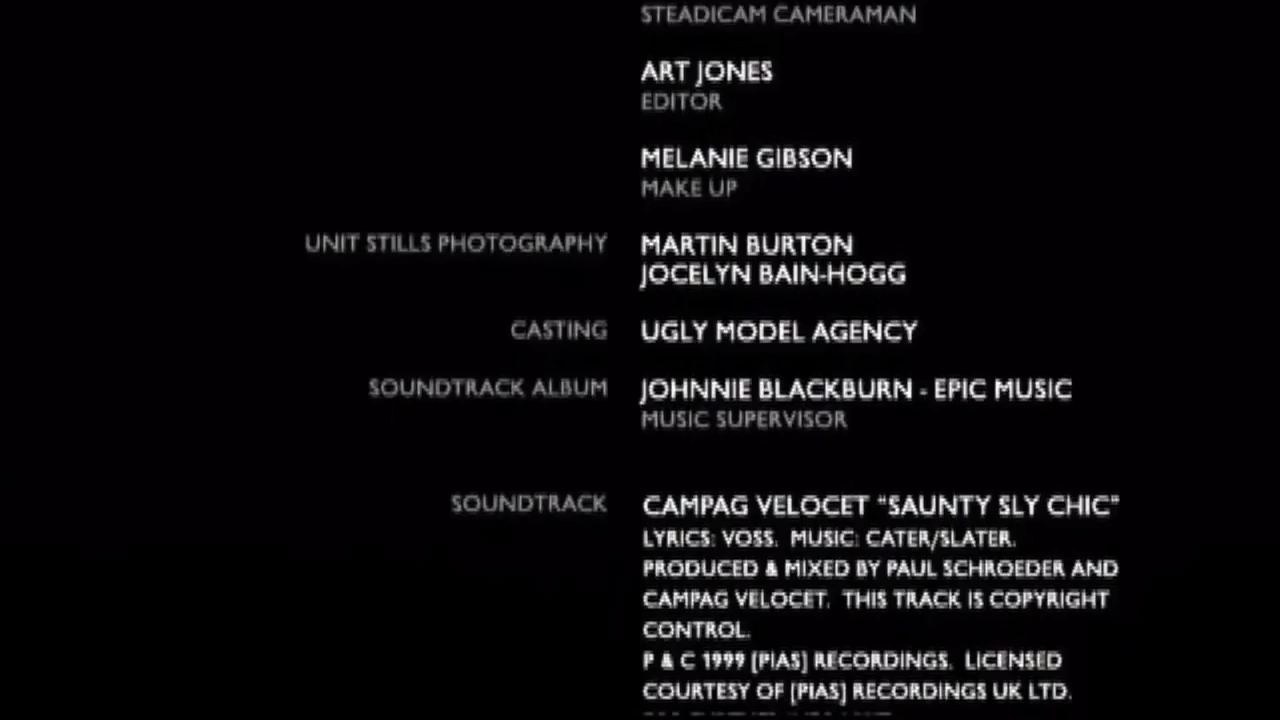 STEADICAM CAMERAMAN
ART JONES
EDITOR
MELANIE GIBSON
MAKE UP
UNIT STILLS PHOTOGRAPHY MARTIN BURTON
JOCELYN BAIN-HOGG
CASTING UGLY MODEL AGENCY
SOUNDTRACK ALBUM JOHNNIE BLACKBURN - EPIC MUSIC
MUSIC SUPERVISOR
SOUNDTRACK CAMPAG VELOCET "SAUNTY SLY CHIC"
LYRICS: VOSS. MUSIC: CATER/SLATER.
PRODUCED & MIXED BY PAUL SCHROEDER AND
CAMPAG VELOCET. THIS TRACK IS COPYRIGHT
CONTROL.
P & C 1999 [PIAS] RECORDINGS. LICENSED
COURTESY OF [PIAS] RECORDINGS UK LTD.